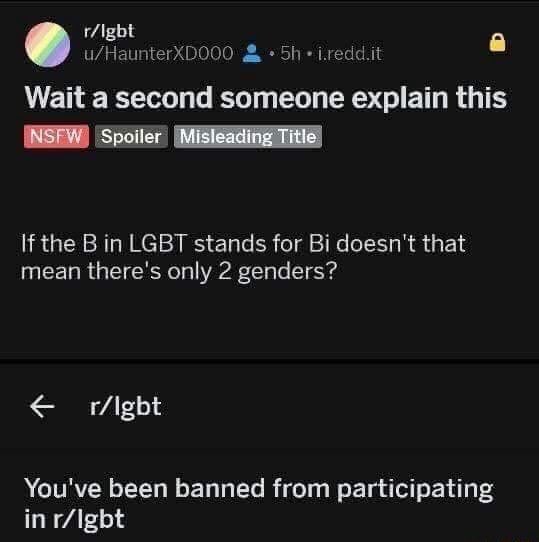 r/lgbt
u/HaunterXD000 • 5h • i.redd.it
Wait a second someone explain this
NSFW Spoiler Misleading Title
If the B in LGBT stands for Bi doesn't that
mean there's only 2 genders?
← r/lgbt
You've been banned from participating
in r/lgbt